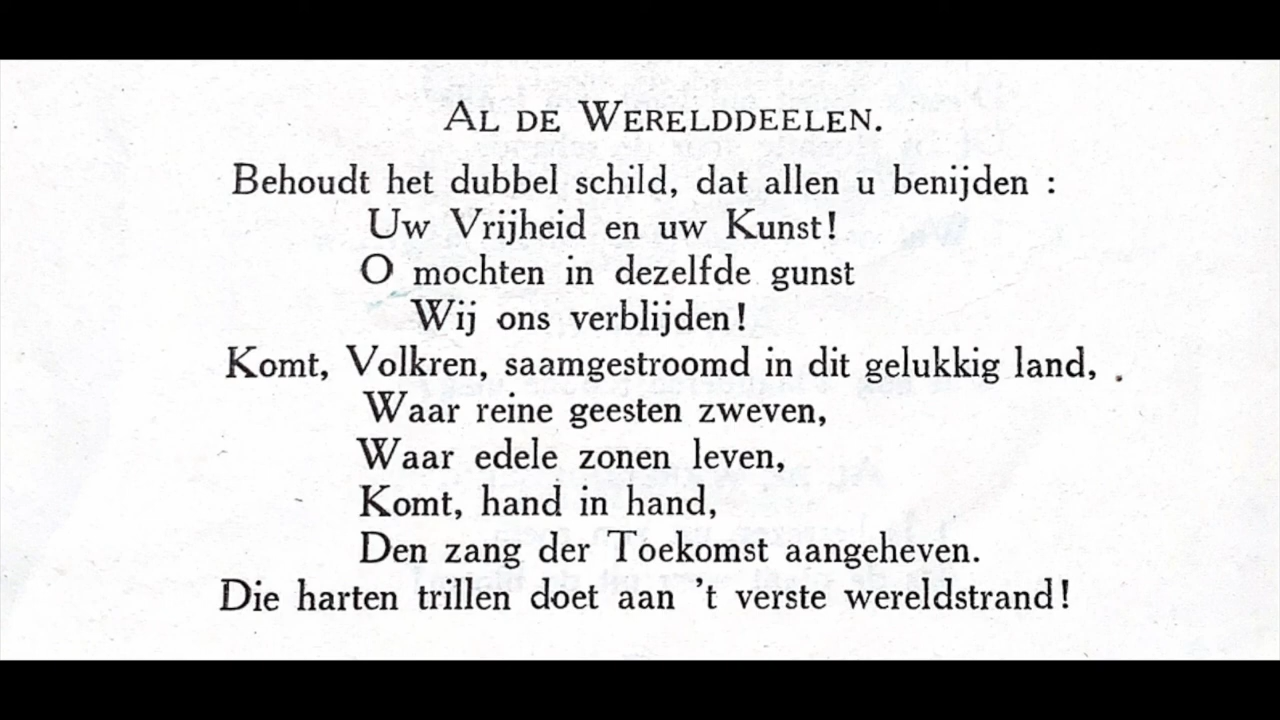 AL DE WERELDDEELEN.
Behoudt het dubbel schild, dat allen u benijden :
Uw Vrijheid en uw Kunst!
O mochten in dezelfde gunst
Wij ons verblijden!
Komt, Volkren, saamgestroomd in dit gelukkig land,
Waar reine geesten zweven,
Waar edele zonen leven,
Komt, hand in hand,
Den zang der Toekomst aangeheven.
Die harten trillen doet aan 't verste wereldstrand!